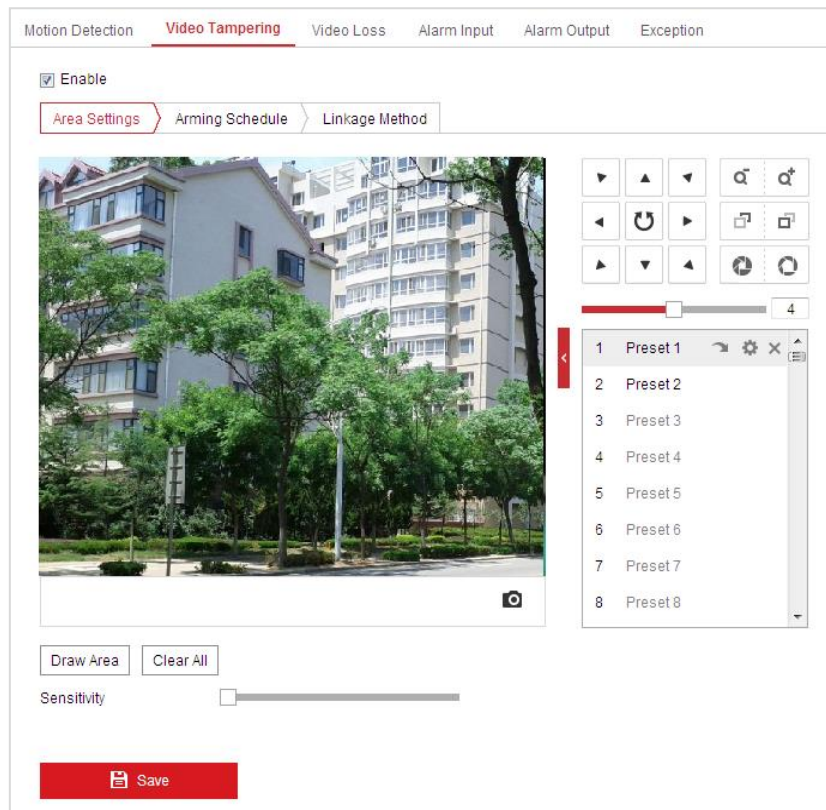 Motion Detection Video Tampering Video Loss Alarm Input Alarm Output Exception
Enable
Area Settings Arming Schedule Linkage Method
4
1 Preset 1
2 Preset 2
3 Preset 3
4 Preset 4
5 Preset 5
6 Preset 6
7 Preset 7
8 Preset 8
Draw Area Clear All
Sensitivity
Save